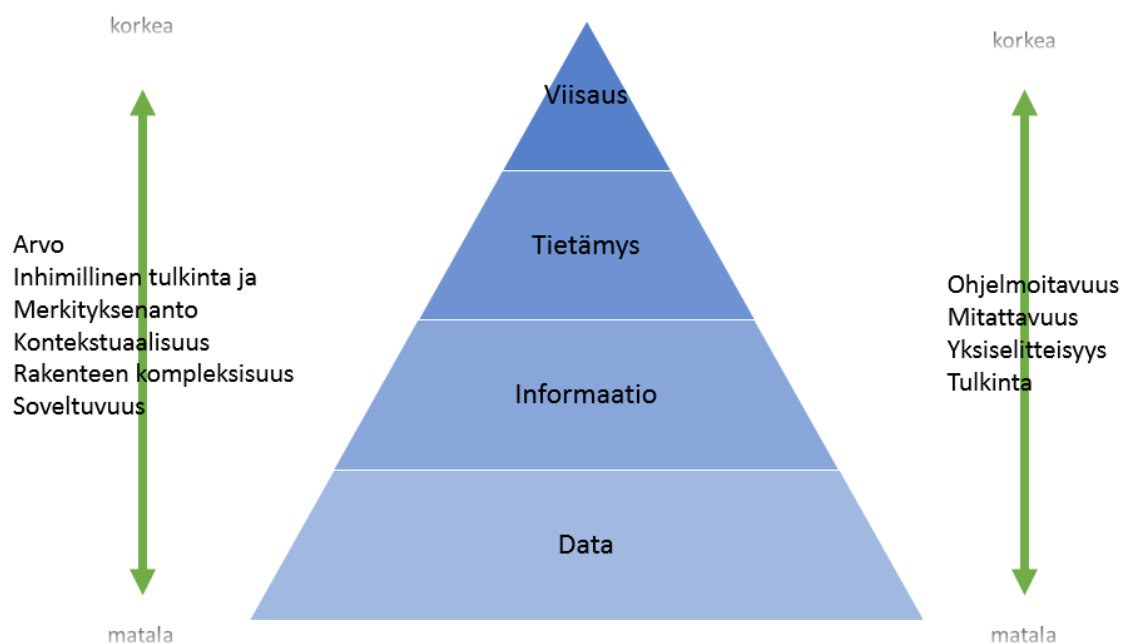 korkea
korkea
Viisaus
Tietämys
Arvo
Inhimillinen tulkinta ja
Merkityksenanto
Kontekstuaalisuus
Rakenteen kompleksisuus
Soveltuvuus
Ohjelmoitavuus
Mitattavuus
Yksiselitteisyys
Tulkinta
Informaatio
Data
matala
matala